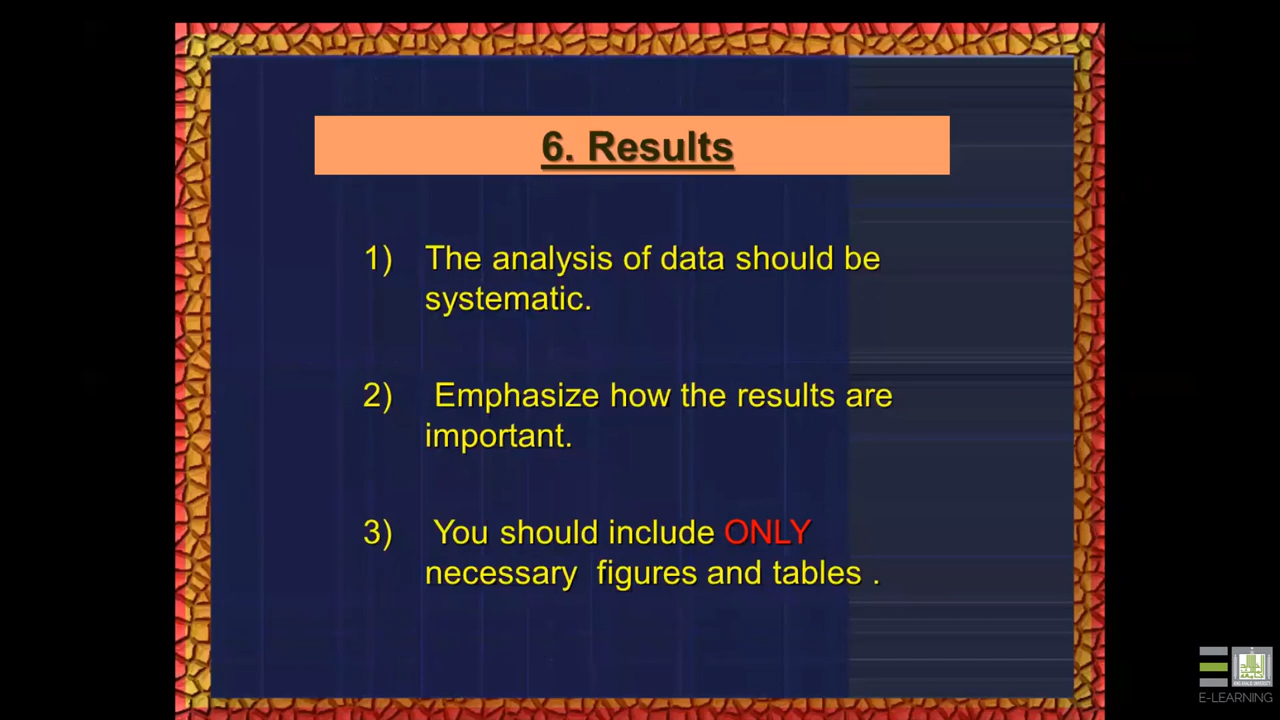 6. Results
1) The analysis of data should be
systematic.
2) Emphasize how the results are
important.
3) You should include ONLY
necessary figures and tables .
E-LEARNING